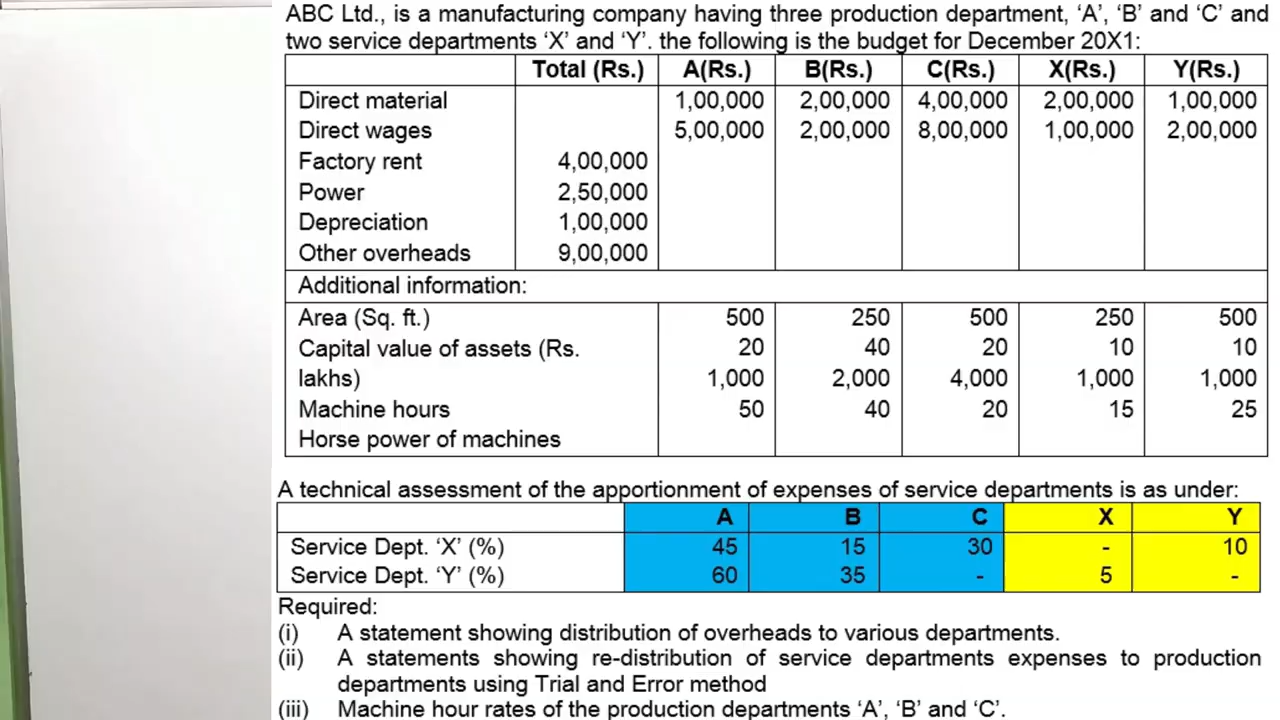 ABC Ltd., is a manufacturing company having three production department, ‘A’, ‘B’ and ‘C’ and
two service departments ‘X’ and ‘Y’. the following is the budget for December 20X1:
Total (Rs.) A(Rs.) B(Rs.) C(Rs.) X(Rs.) Y(Rs.)
Direct material 1,00,000 2,00,000 4,00,000 2,00,000 1,00,000
Direct wages 5,00,000 2,00,000 8,00,000 1,00,000 2,00,000
Factory rent 4,00,000
Power 2,50,000
Depreciation 1,00,000
Other overheads 9,00,000
Additional information:
Area (Sq. ft.) 500 250 500 250 500
Capital value of assets (Rs. 20 40 20 10 10
lakhs) 1,000 2,000 4,000 1,000 1,000
Machine hours 50 40 20 15 25
Horse power of machines
A technical assessment of the apportionment of expenses of service departments is as under:
A B C X Y
Service Dept. ‘X’ (%) 45 15 30 - 10
Service Dept. ‘Y’ (%) 60 35 - 5 -
Required:
(i) A statement showing distribution of overheads to various departments.
(ii) A statements showing re-distribution of service departments expenses to production
departments using Trial and Error method
(iii) Machine hour rates of the production departments ‘A’, ‘B’ and ‘C’.